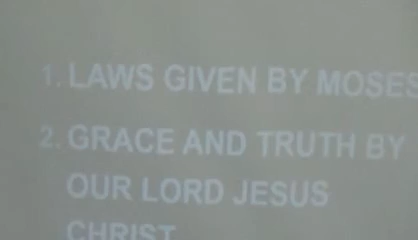 1. LAWS GIVEN BY MOSES
2. GRACE AND TRUTH BY
OUR LORD JESUS
CHRIST